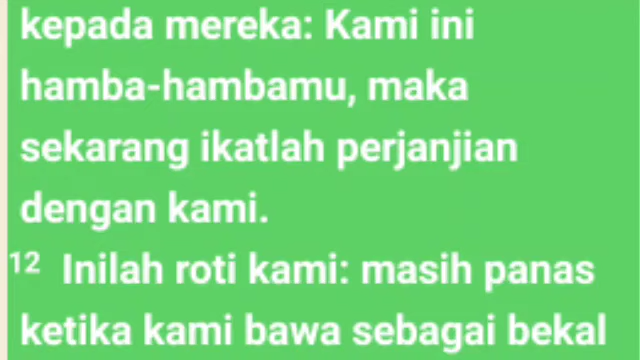 kepada mereka: Kami ini
hamba-hambamu, maka
sekarang ikatlah perjanjian
dengan kami.
12 Inilah roti kami: masih panas
ketika kami bawa sebagai bekal